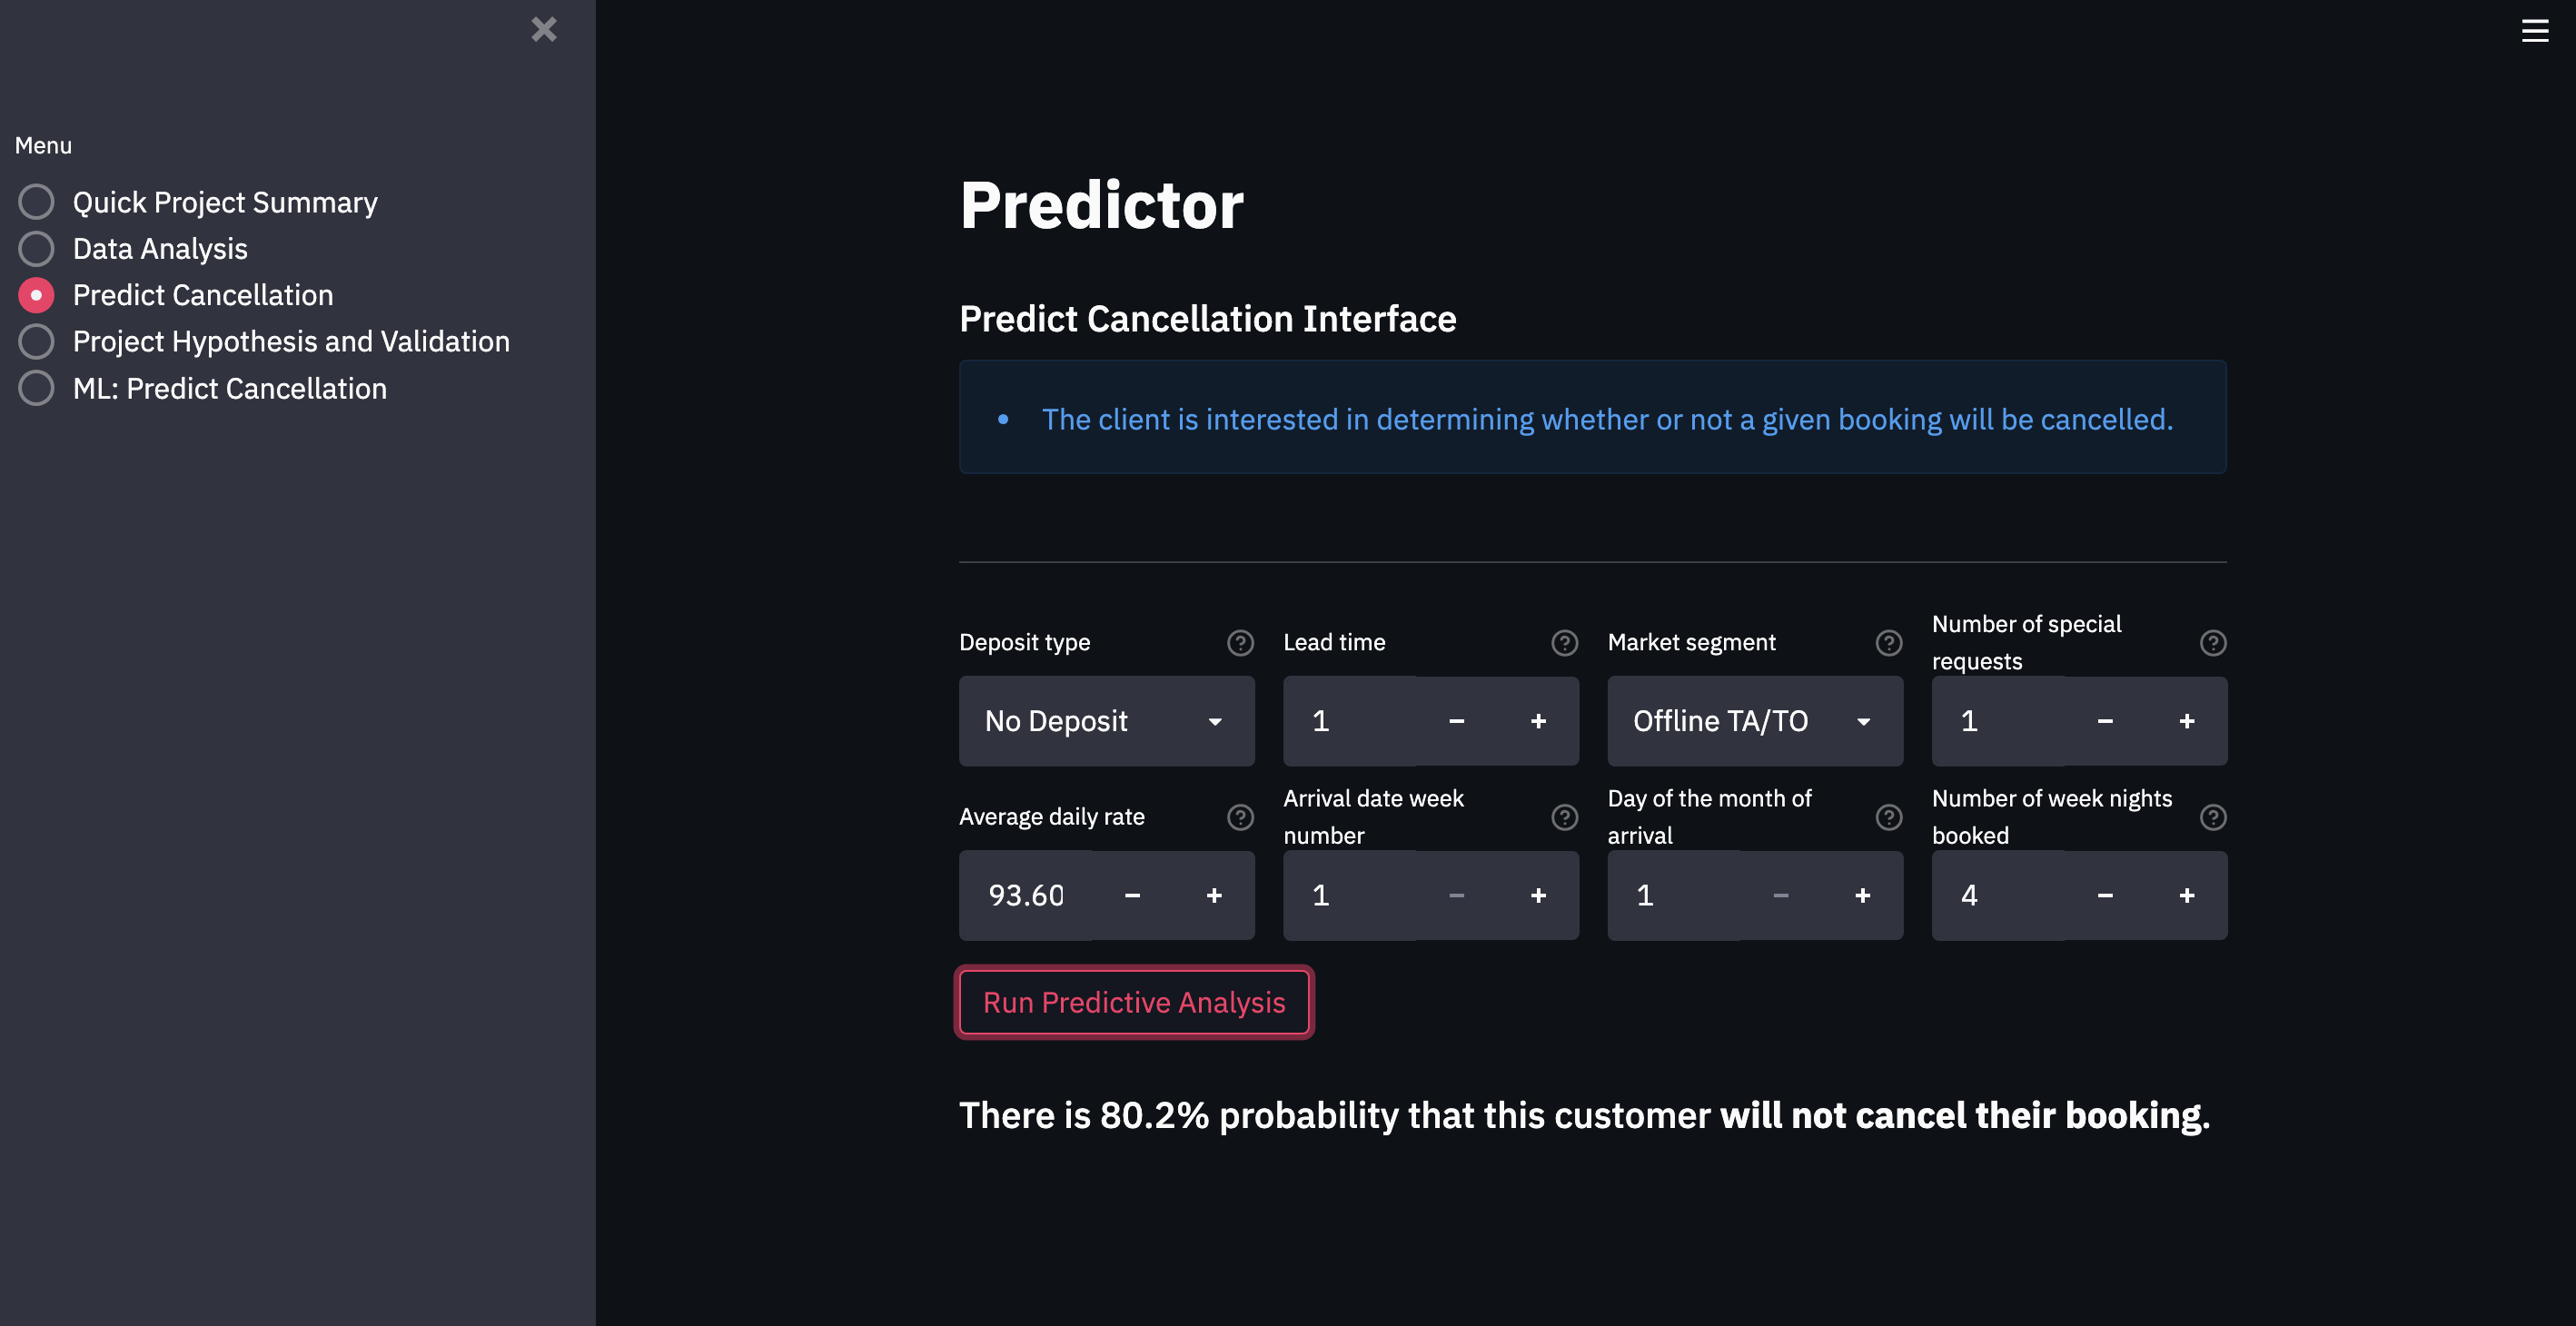 Menu
Quick Project Summary
Data Analysis
Predict Cancellation
Project Hypothesis and Validation
ML: Predict Cancellation
Predictor
Predict Cancellation Interface
• The client is interested in determining whether or not a given booking will be cancelled.
Deposit type
No Deposit
Lead time
1
Market segment
Offline TA/TO
Number of special
requests
1
Average daily rate
93.60
Arrival date week
number
1
Day of the month of
arrival
1
Number of week nights
booked
4
Run Predictive Analysis
There is 80.2% probability that this customer will not cancel their booking.